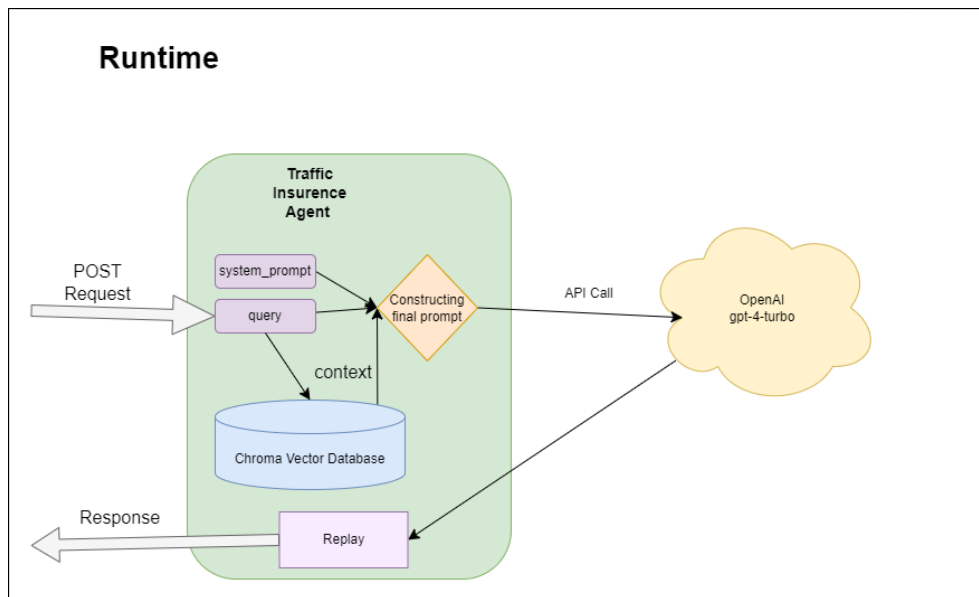 Runtime
Traffic
Insurence
Agent
POST
Request
system_prompt
query
Constructing
final prompt
API Call
OpenAI
gpt-4-turbo
context
Chroma Vector Database
Response
Replay